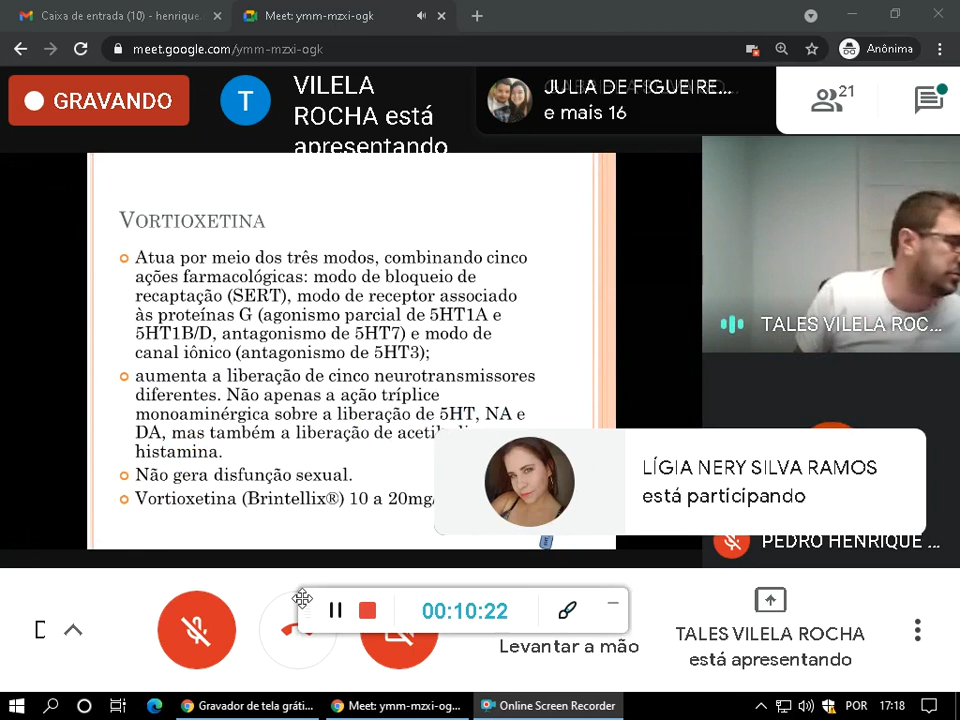 Caixa de entrada (10) - henrique.
Meet: ymm-mzxi-ogk
meet.google.com/ymm-mzxi-ogk
Anônima
GRAVANDO
T
VILELA
ROCHA está
apresentando
JULIA DE FIGUEIRE...
e mais 16
21
VORTIOXETINA
Atua por meio dos três modos, combinando cinco
ações farmacológicas: modo de bloqueio de
recaptação (SERT), modo de receptor associado
às proteínas G (agonismo parcial de 5HT1A e
5HT1B/D, antagonismo de 5HT7) e modo de
canal iônico (antagonismo de 5HT3);
aumenta a liberação de cinco neurotransmissores
diferentes. Não apenas a ação tríplice
monoaminérgica sobre a liberação de 5HT, NA e
DA, mas também a liberação de
histamina.
Não gera disfunção sexual.
Vortioxetina (Brintellix®) 10 a 20mg/
TALES VILELA ROC...
LÍGIA NERY SILVA RAMOS
está participando
PEDRO HENRIQUE ...
00:10:22
Levantar a mão
TALES VILELA ROCHA
está apresentando
Gravador de tela gráti...
Meet: ymm-mzxi-og...
Online Screen Recorder
POR
17:18